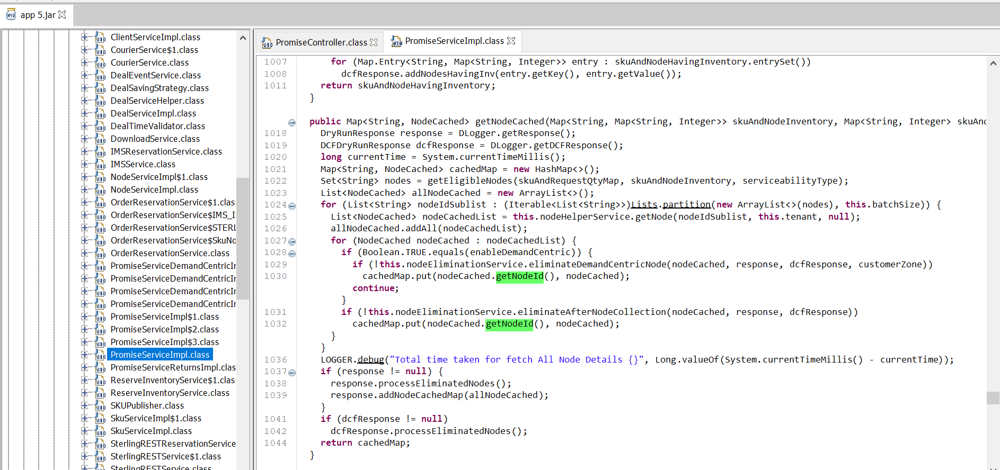 app 5.jar
ClientServiceImpl.class
CourierService$1.class
CourierService.class
DealEventService.class
DealSavingStrategy.class
DealServiceHelper.class
DealServiceImpl.class
DealTimeValidator.class
DownloadService.class
IMSReservationService.class
IMSService.class
NodeServiceImpl$1.class
NodeServiceImpl.class
OrderReservationService$1.clas
OrderReservationService$IMS_I
OrderReservationService$STERL
OrderReservationService$SkuNo
OrderReservationService.class
PromiseServiceDemandCentricIr
PromiseServiceDemandCentricIr
PromiseServiceDemandCentricIr
PromiseServiceDemandCentricIr
PromiseServiceImpl$1.class
PromiseServiceImpl$2.class
PromiseServiceImpl$3.class
PromiseServiceImpl.class
PromiseServiceReturnsImpl.clas
ReserveInventoryService$1.clas
ReserveInventoryService.class
SKUPublisher.class
SkuServiceImpl$1.class
SkuServiceImpl.class
SterlingRESTReservationService
SterlingRESTService$1.class
SterlingRESTService.class
PromiseController.class PromiseServiceImpl.class
1007 for (Map.Entry<String, Map<String, Integer>> entry : skuAndNodeHavingInventory.entrySet())
1008 dcfResponse.addNodesHavingInv(entry.getKey(), entry.getValue());
1011 return skuAndNodeHavingInventory;
}
public Map<String, NodeCached> getNodeCached(Map<String, Map<String, Integer>> skuAndNodeInventory, Map<String, Integer> skuAn
1018 DryRunResponse response = DLogger.getResponse();
1019 DCFDryRunResponse dcfResponse = DLogger.getDCFResponse();
1020 long currentTime = System.currentTimeMillis();
1021 Map<String, NodeCached> cachedMap = new HashMap<>();
1022 Set<String> nodes = getEligibleNodes(skuAndRequestQtyMap, skuAndNodeInventory, serviceabilityType);
1023 List<NodeCached> allNodeCached = new ArrayList<>();
1024 for (List<String> nodeIdSublist : (Iterable<List<String>>)Lists.partition(new ArrayList<>(nodes), this.batchSize)) {
1025 List<NodeCached> nodeCachedList = this.nodeHelperService.getNode(nodeIdSublist, this.tenant, null);
1026 allNodeCached.addAll(nodeCachedList);
1027 for (NodeCached nodeCached : nodeCachedList) {
1028 if (Boolean.TRUE.equals(enableDemandCentric)) {
1029 if (!this.nodeEliminationService.eliminateDemandCentricNode(nodeCached, response, dcfResponse, customerZone))
1030 cachedMap.put(nodeCached.getNodeId(), nodeCached);
continue;
}
1031 if (!this.nodeEliminationService.eliminateAfterNodeCollection(nodeCached, response, dcfResponse))
1032 cachedMap.put(nodeCached.getNodeId(), nodeCached);
}
}
1036 LOGGER.debug("Total time taken for fetch All Node Details {}", Long.valueOf(System.currentTimeMillis() - currentTime));
1037 if (response != null) {
1038 response.processEliminatedNodes();
1039 response.addNodeCachedMap(allNodeCached);
}
1041 if (dcfResponse != null)
1042 dcfResponse.processEliminatedNodes();
1044 return cachedMap;
}